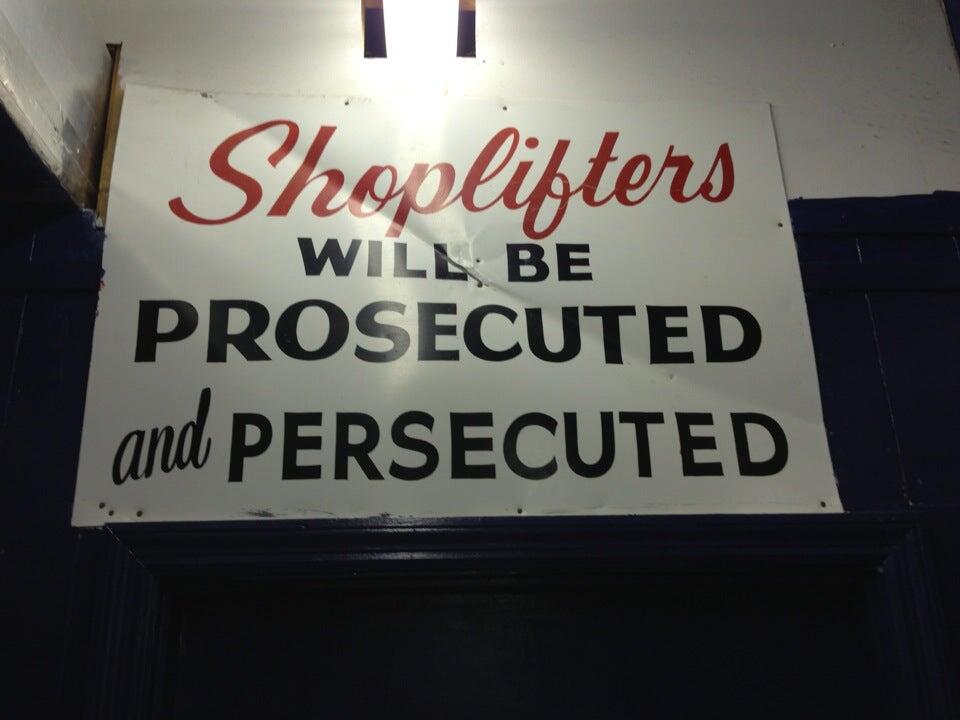 Shoplifters
WILL BE
PROSECUTED
and PERSECUTED